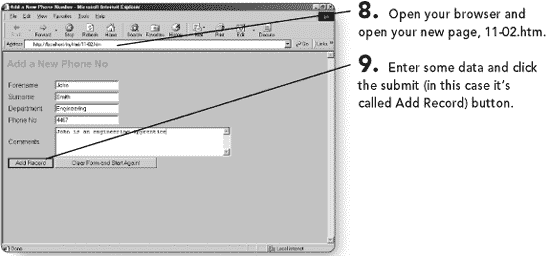 Add a New Phone Number - Microsoft Internet Explorer
File Edit View Favorites Tools Help
Back Forward Stop Refresh Home Search Favorites History Mail Print Edit Discuss
Address
Go Links
Add a New Phone No
Forename John
Surname Smith
Department Engineering
Phone No 4467
Comments John is an engineering apprentice
Add Record Clear Form and Start Again!
Done Local intranet
8. Open your browser and
open your new page, 11-02.htm.
9. Enter some data and click
the submit (in this case it's
called Add Record) button.